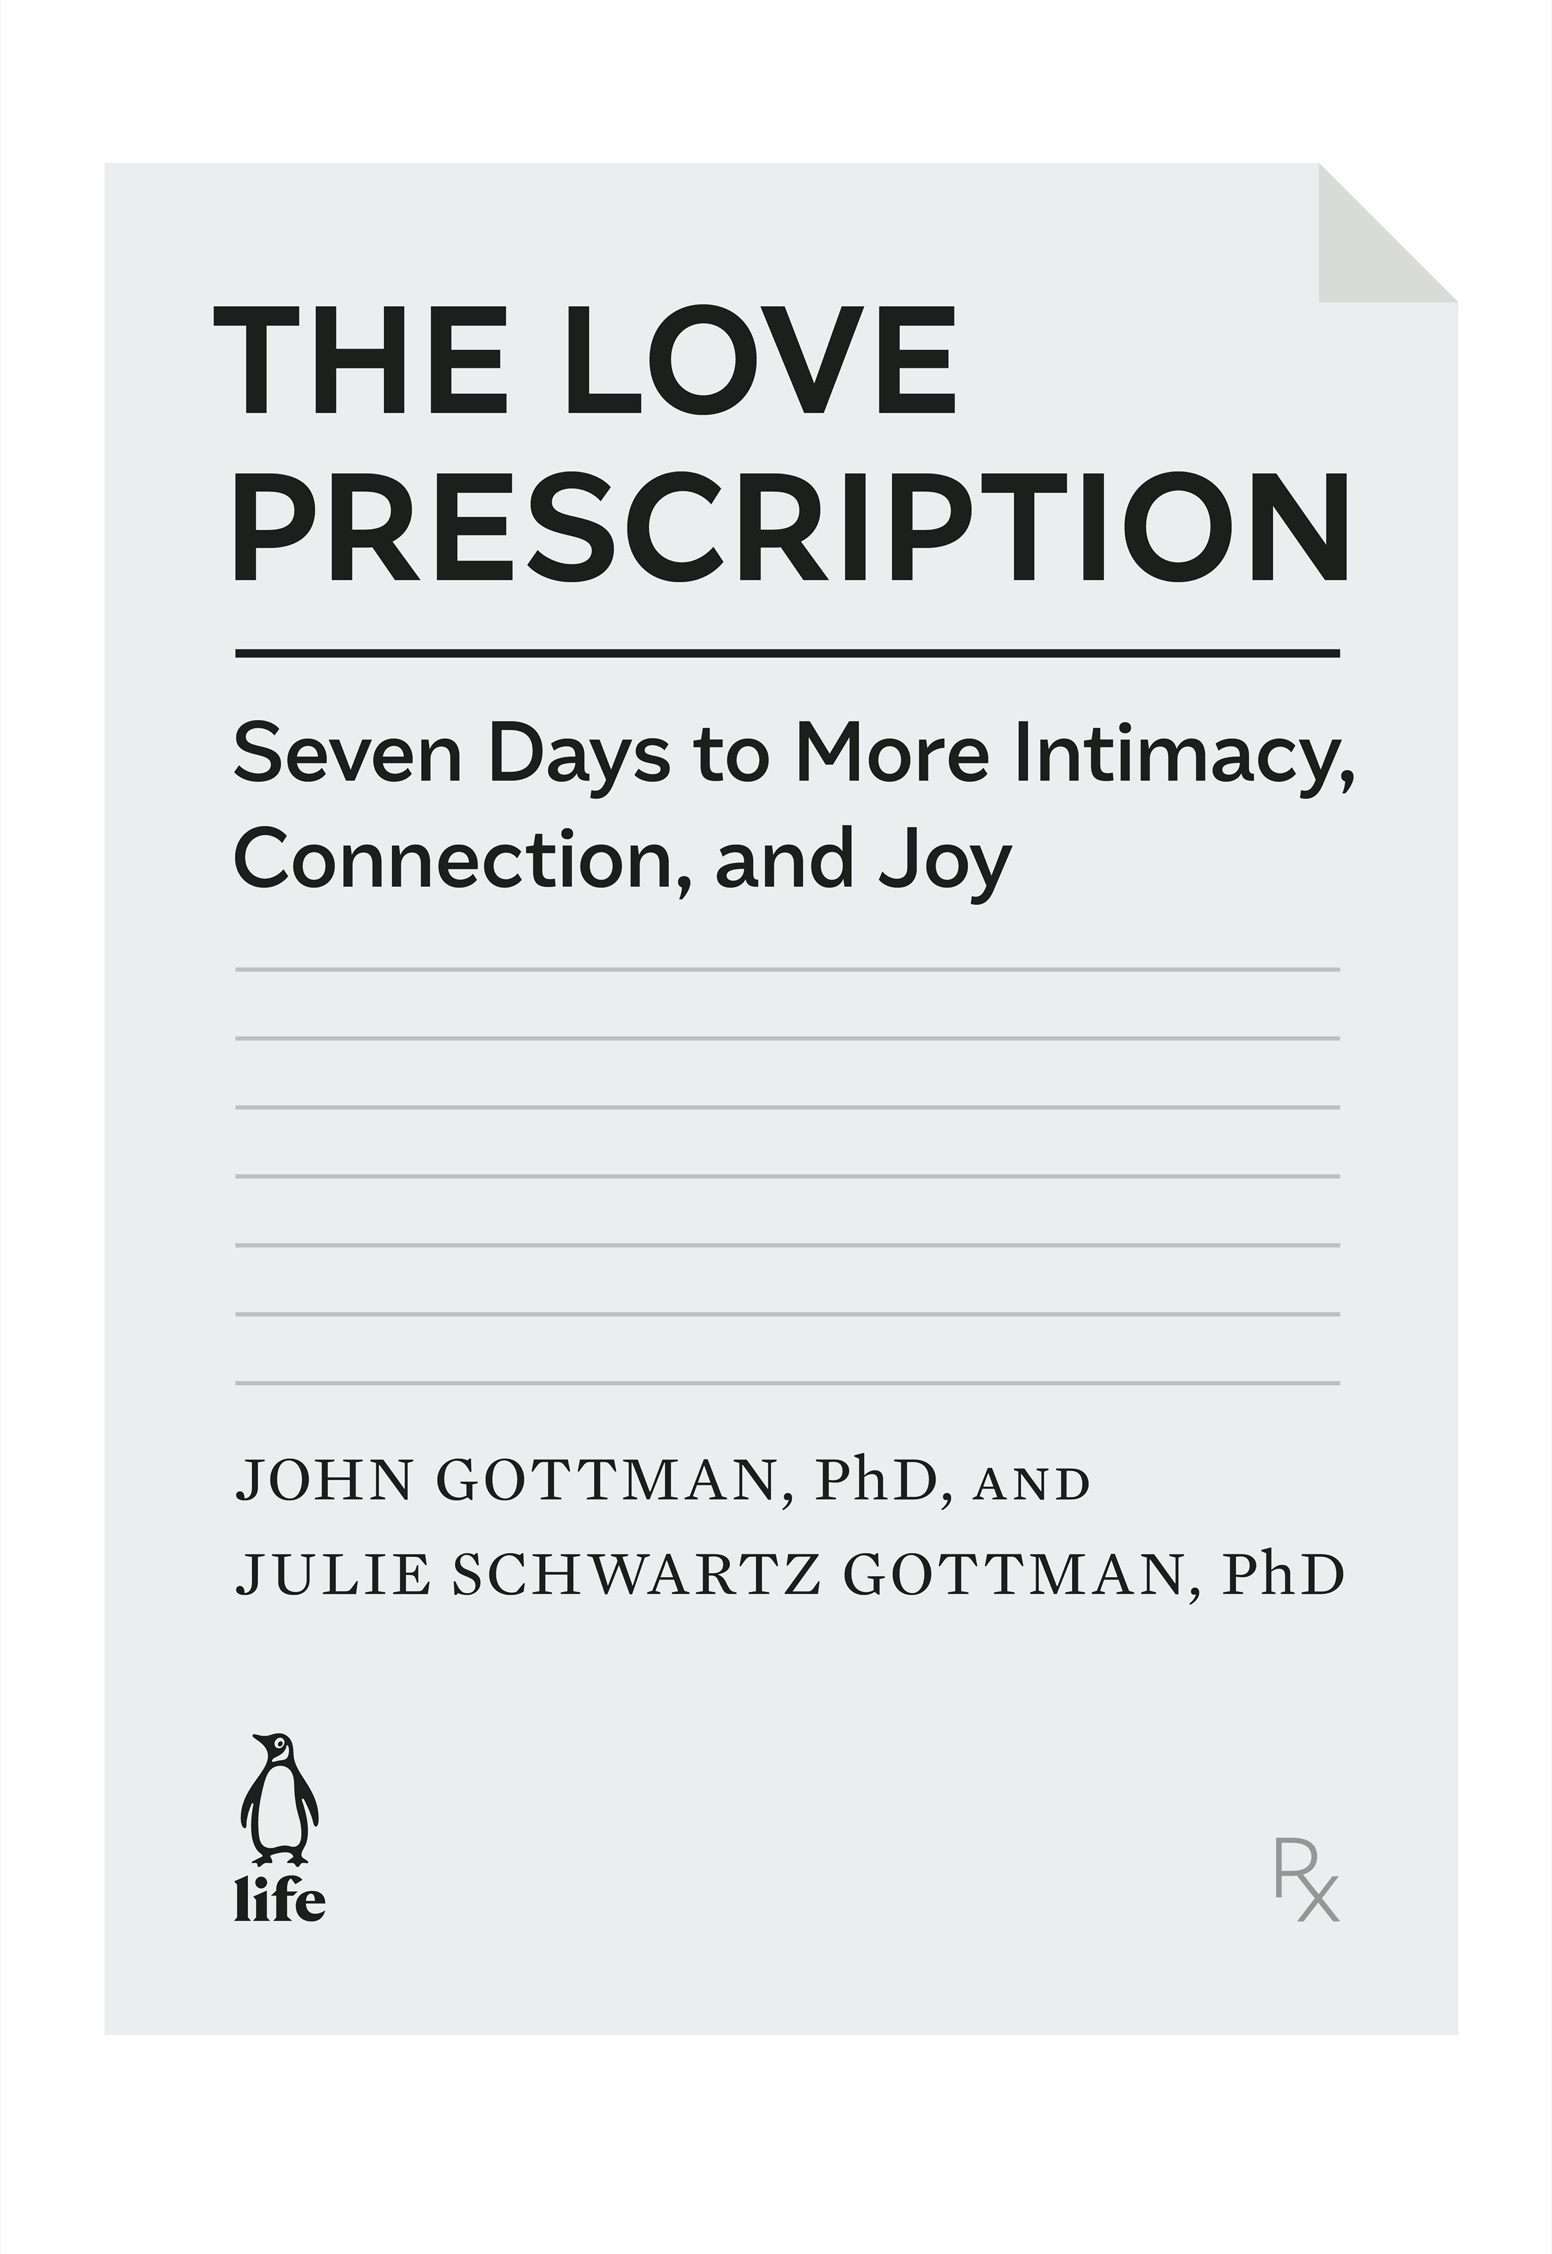 THE LOVE
PRESCRIPTION
Seven Days to More Intimacy,
Connection, and Joy
JOHN GOTTMAN, PhD, AND
JULIE SCHWARTZ GOTTMAN, PhD
life
Rx